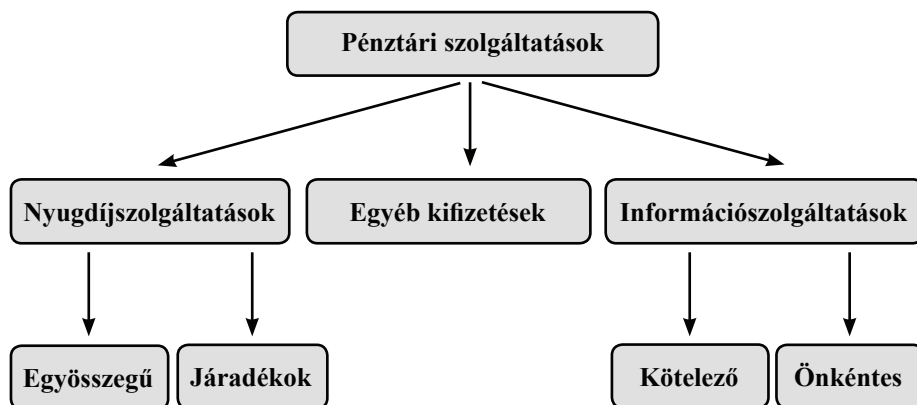 Pénztári szolgáltatások
Nyugdíjszolgáltatások
Egyéb kifizetések
Információszolgáltatások
Egyösszegű
Járadékok
Kötelező
Önkéntes